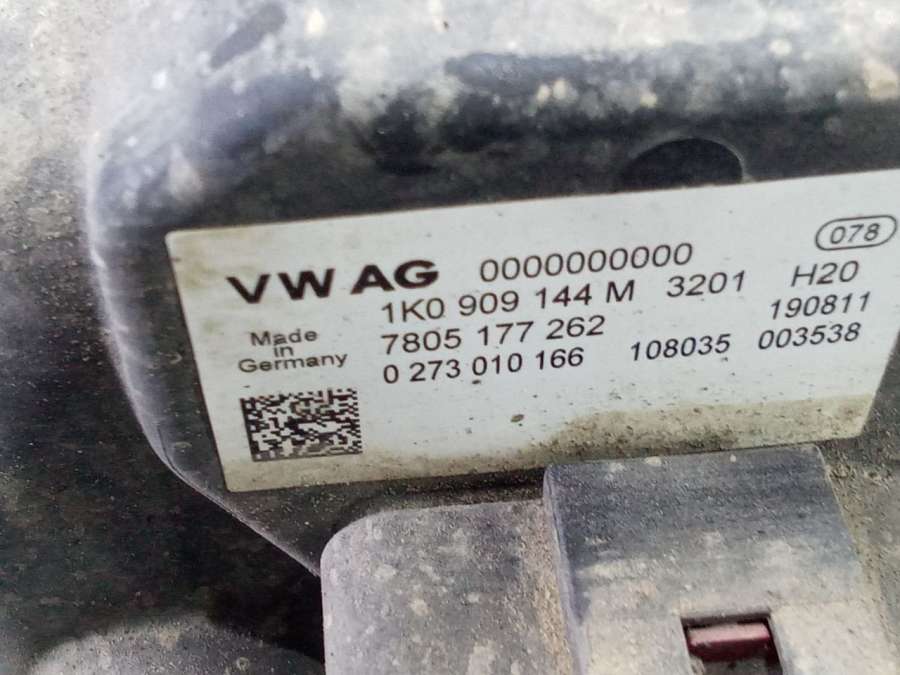 078
VW AG 0000000000
1K0 909 144 M 3201 H20
7805 177 262 190811
0 273 010 166 108035 003538
Made
in
Germany